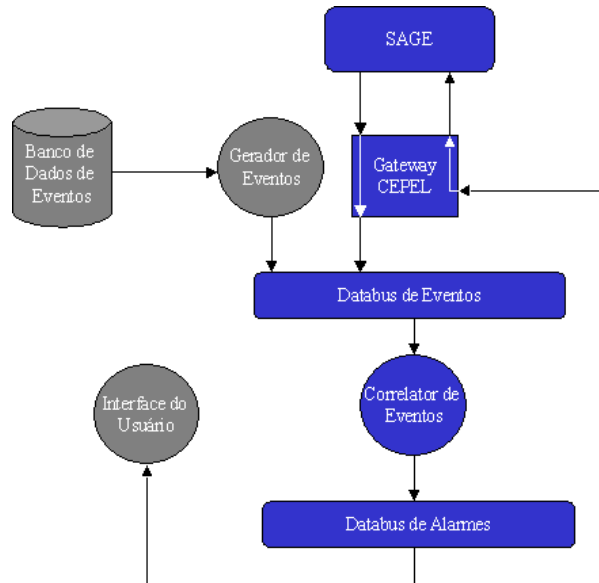 SAGE
Banco de
Dados de
Eventos
Gerador de
Eventos
Gateway
CEPEL
Databus de Eventos
Interface do
Usuário
Correlator de
Eventos
Databus de Alarmes